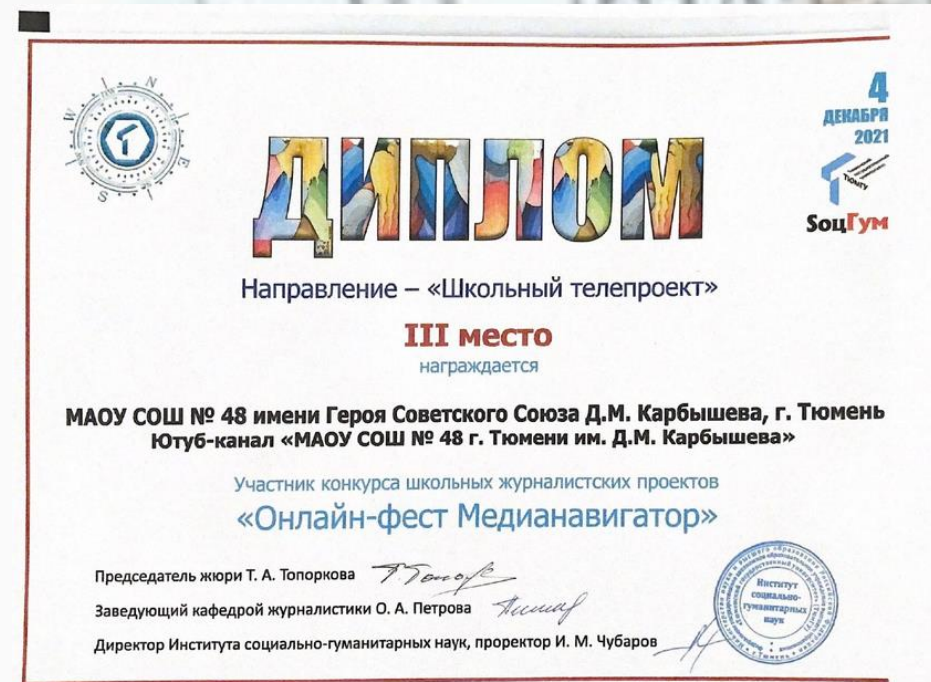 4
ДЕКАБРЯ
2021
ТЮМГУ
SоцГум
ДИПЛОМ
Направление – «Школьный телепроект»
III место
награждается
МАОУ СОШ № 48 имени Героя Советского Союза Д.М. Карбышева, г. Тюмень
Ютуб-канал «МАОУ СОШ № 48 г. Тюмени им. Д.М. Карбышева»
Участник конкурса школьных журналистских проектов
«Онлайн-фест Медианавигатор»
Председатель жюри Т. А. Топоркова
Заведующий кафедрой журналистики О. А. Петрова
Директор Института социально-гуманитарных наук, проректор И. М. Чубаров
Институт
социально-
гуманитарных
наук